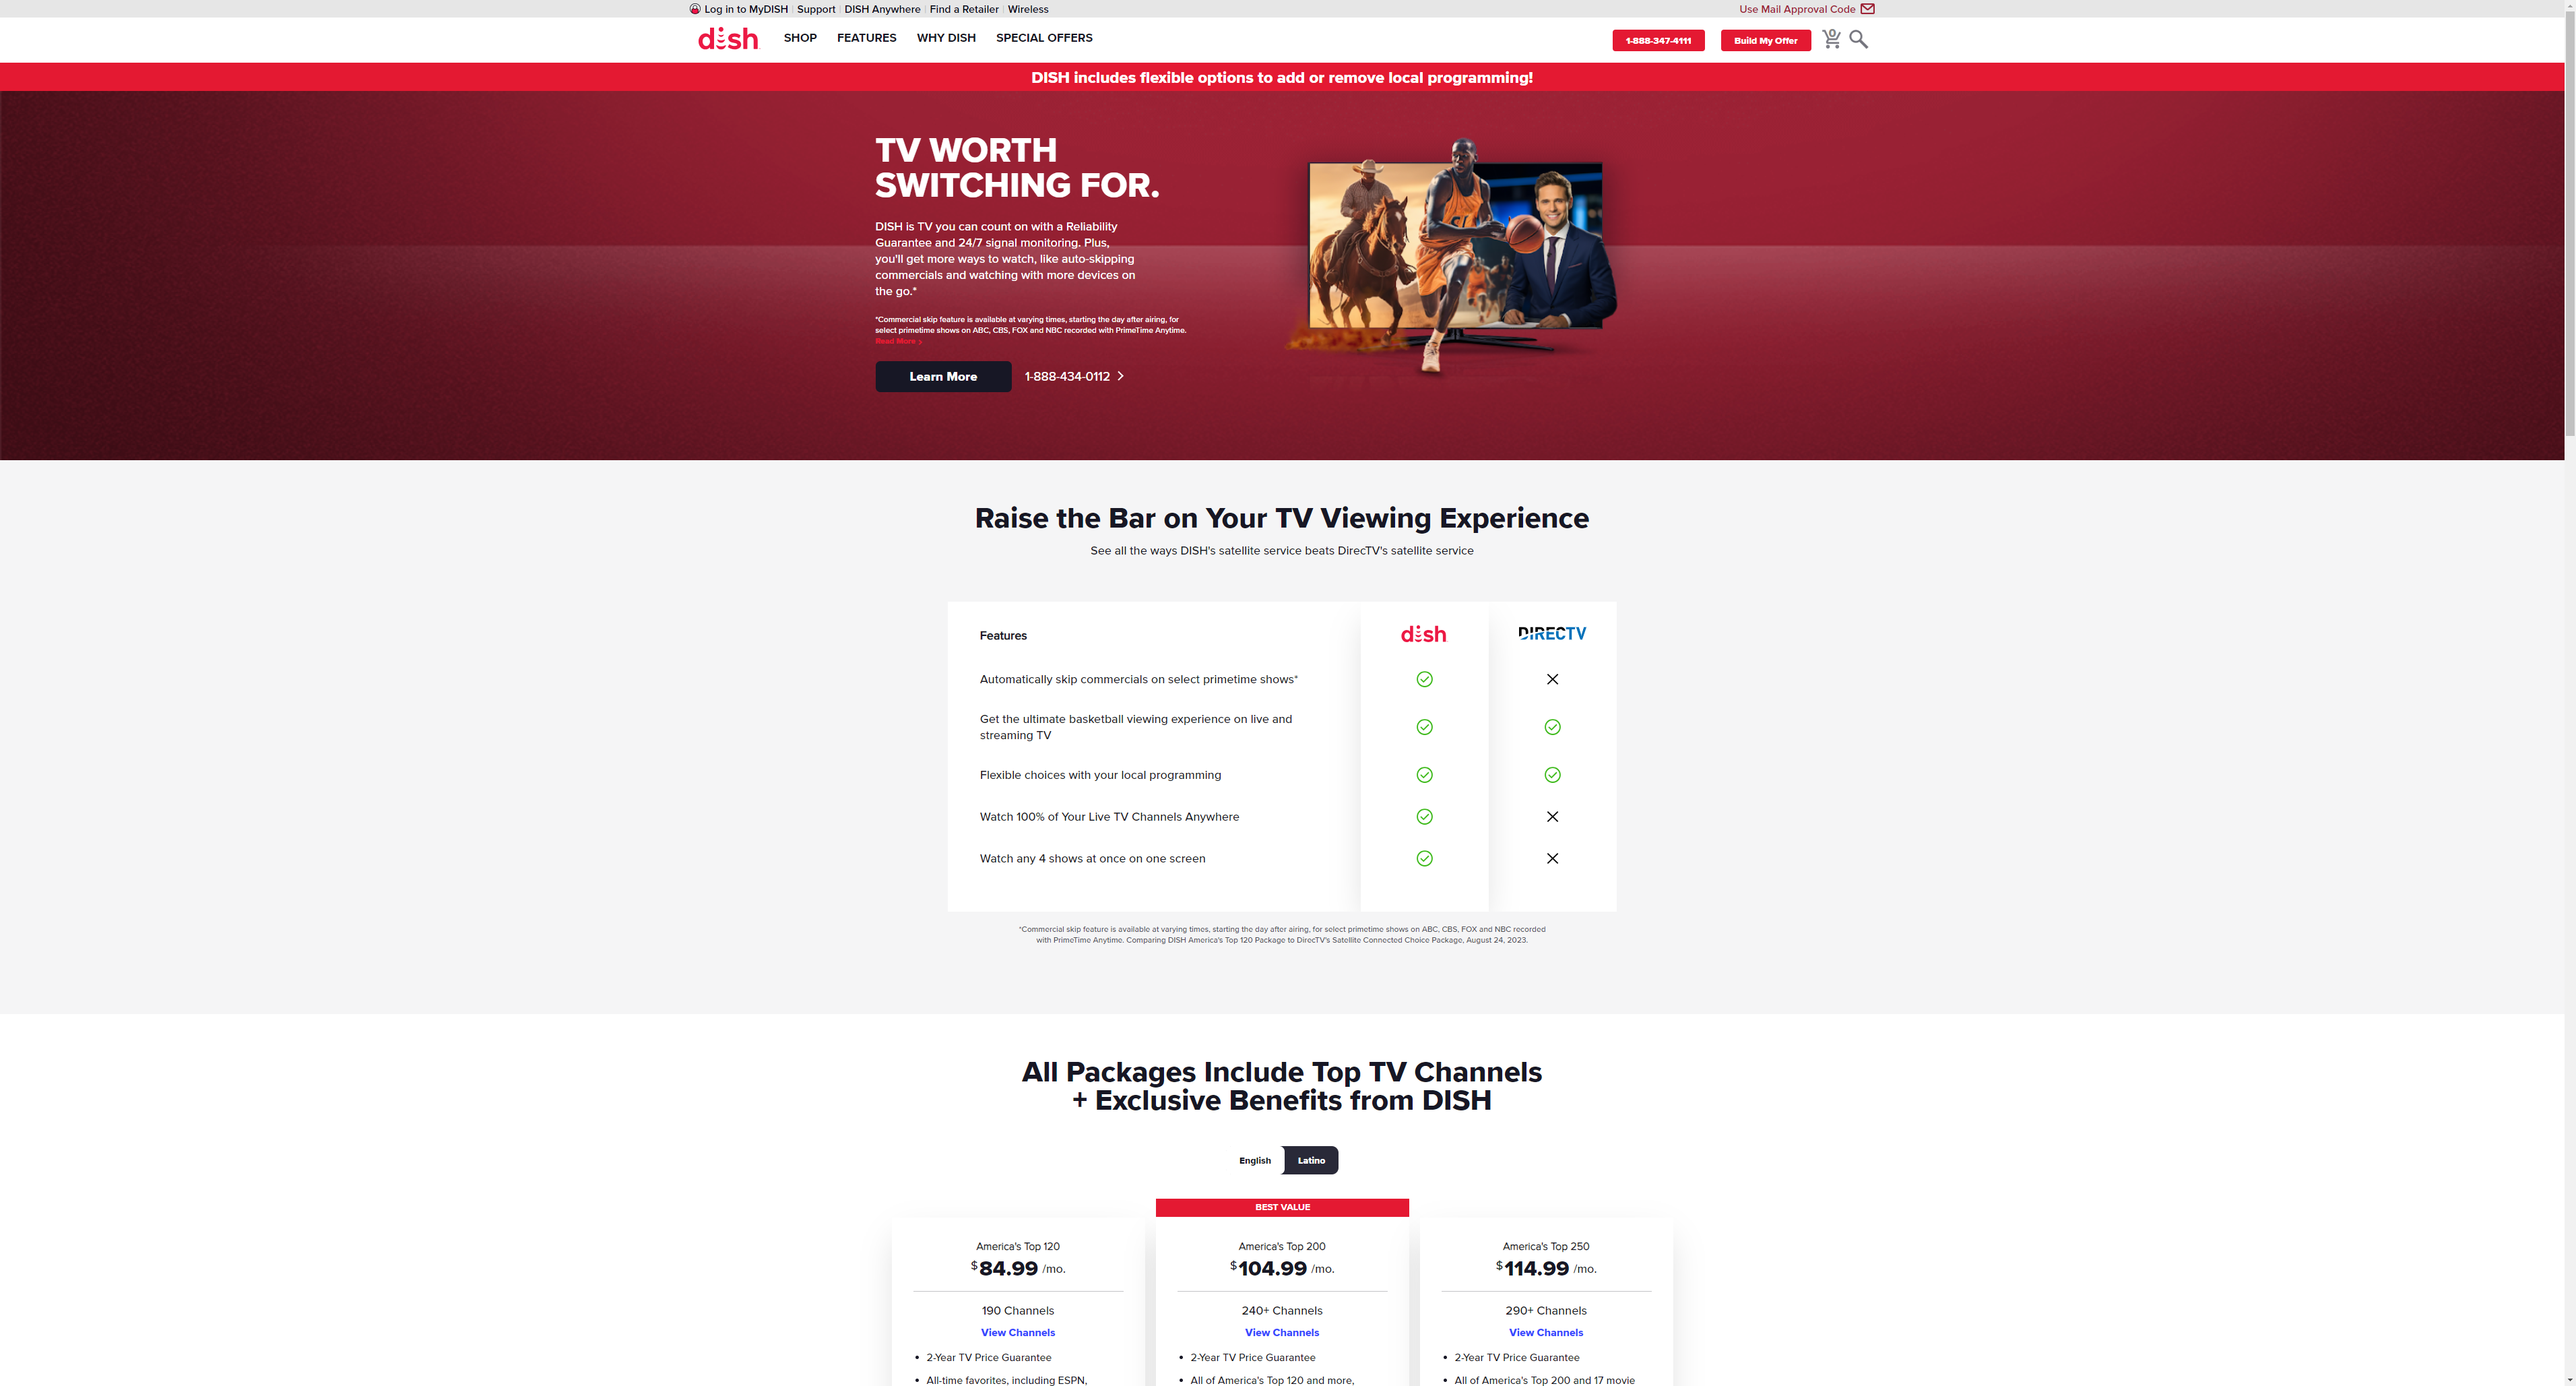 Log in to MyDISH | Support | DISH Anywhere | Find a Retailer | Wireless
Use Mail Approval Code
dish
SHOP FEATURES WHY DISH SPECIAL OFFERS
1-888-347-4111
Build My Offer
0
DISH includes flexible options to add or remove local programming!
TV WORTH
SWITCHING FOR.
DISH is TV you can count on with a Reliability
Guarantee and 24/7 signal monitoring. Plus,
you'll get more ways to watch, like auto-skipping
commercials and watching with more devices on
the go.*
*Commercial skip feature is available at varying times, starting the day after airing, for
select primetime shows on ABC, CBS, FOX and NBC recorded with PrimeTime Anytime.
Read More >
Learn More
1-888-434-0112 >
Raise the Bar on Your TV Viewing Experience
See all the ways DISH's satellite service beats DirecTV's satellite service
Features
dish
DIRECTV
Automatically skip commercials on select primetime shows*
Get the ultimate basketball viewing experience on live and
streaming TV
Flexible choices with your local programming
Watch 100% of Your Live TV Channels Anywhere
Watch any 4 shows at once on one screen
*Commercial skip feature is available at varying times, starting the day after airing, for select primetime shows on ABC, CBS, FOX and NBC recorded
with PrimeTime Anytime. Comparing DISH America's Top 120 Package to DirecTV's Satellite Connected Choice Package, August 24, 2023.
All Packages Include Top TV Channels
+ Exclusive Benefits from DISH
English
Latino
America's Top 120
$84.99 /mo.
190 Channels
View Channels
• 2-Year TV Price Guarantee
• All-time favorites, including ESPN,
BEST VALUE
America's Top 200
$104.99 /mo.
240+ Channels
View Channels
• 2-Year TV Price Guarantee
• All of America's Top 120 and more,
America's Top 250
$114.99 /mo.
290+ Channels
View Channels
• 2-Year TV Price Guarantee
• All of America's Top 200 and 17 movie